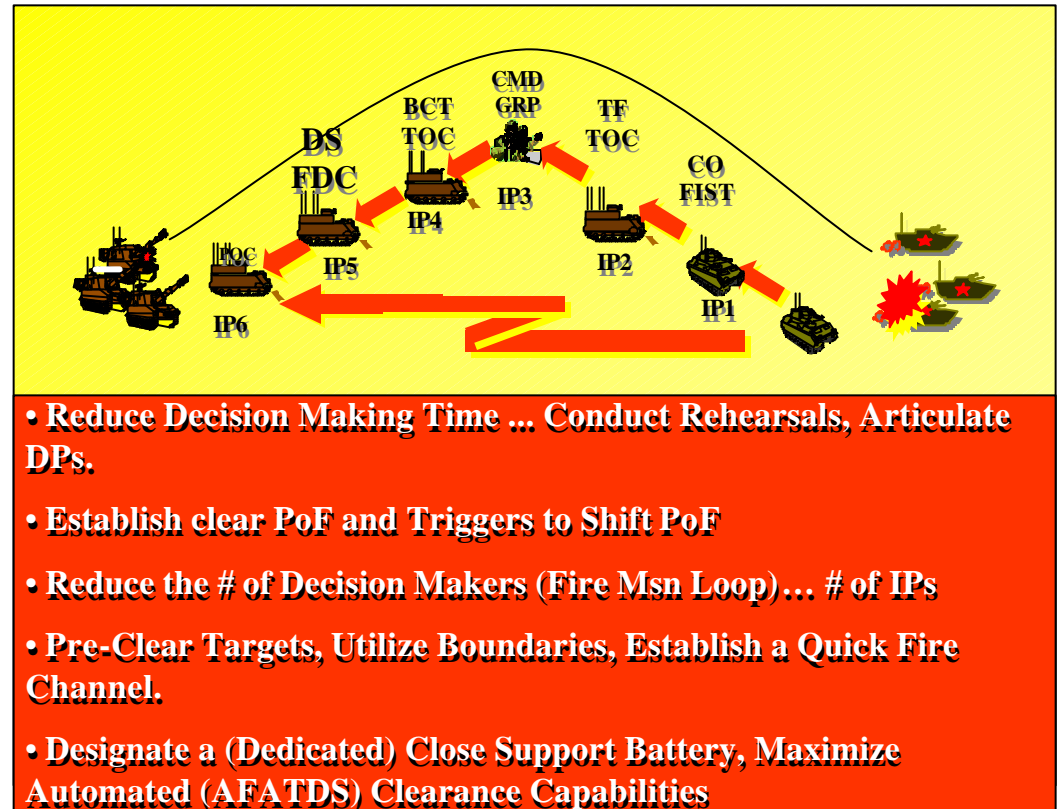 CMD
GRP
BCT
TOC
TF
TOC
DS
FDC
CO
FIST
IP3
IP4
POC
IP5
IP2
IP1
IP6
• Reduce Decision Making Time ... Conduct Rehearsals, Articulate
DPs.
• Establish clear PoF and Triggers to Shift PoF
• Reduce the # of Decision Makers (Fire Msn Loop)… # of IPs
• Pre-Clear Targets, Utilize Boundaries, Establish a Quick Fire
Channel.
• Designate a (Dedicated) Close Support Battery, Maximize
Automated (AFATDS) Clearance Capabilities